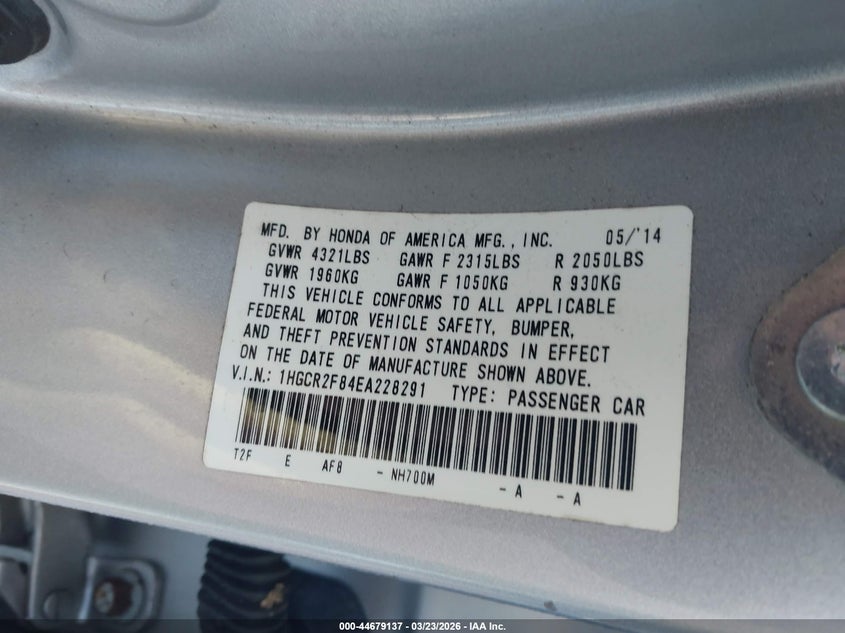 MFD. BY HONDA OF AMERICA MFG., INC. 05/'14
GVWR 4321LBS GAWR F 2315LBS R 2050LBS
GVWR 1960KG GAWR F 1050KG R 930KG
THIS VEHICLE CONFORMS TO ALL APPLICABLE
FEDERAL MOTOR VEHICLE SAFETY, BUMPER,
AND THEFT PREVENTION STANDARDS IN EFFECT
ON THE DATE OF MANUFACTURE SHOWN ABOVE.
V.I.N.: 1HGCR2F84EA228291 TYPE: PASSENGER CAR
T2F E AF8 - NH700M - A - A
000-44679137 - 03/23/2026 - IAA Inc.